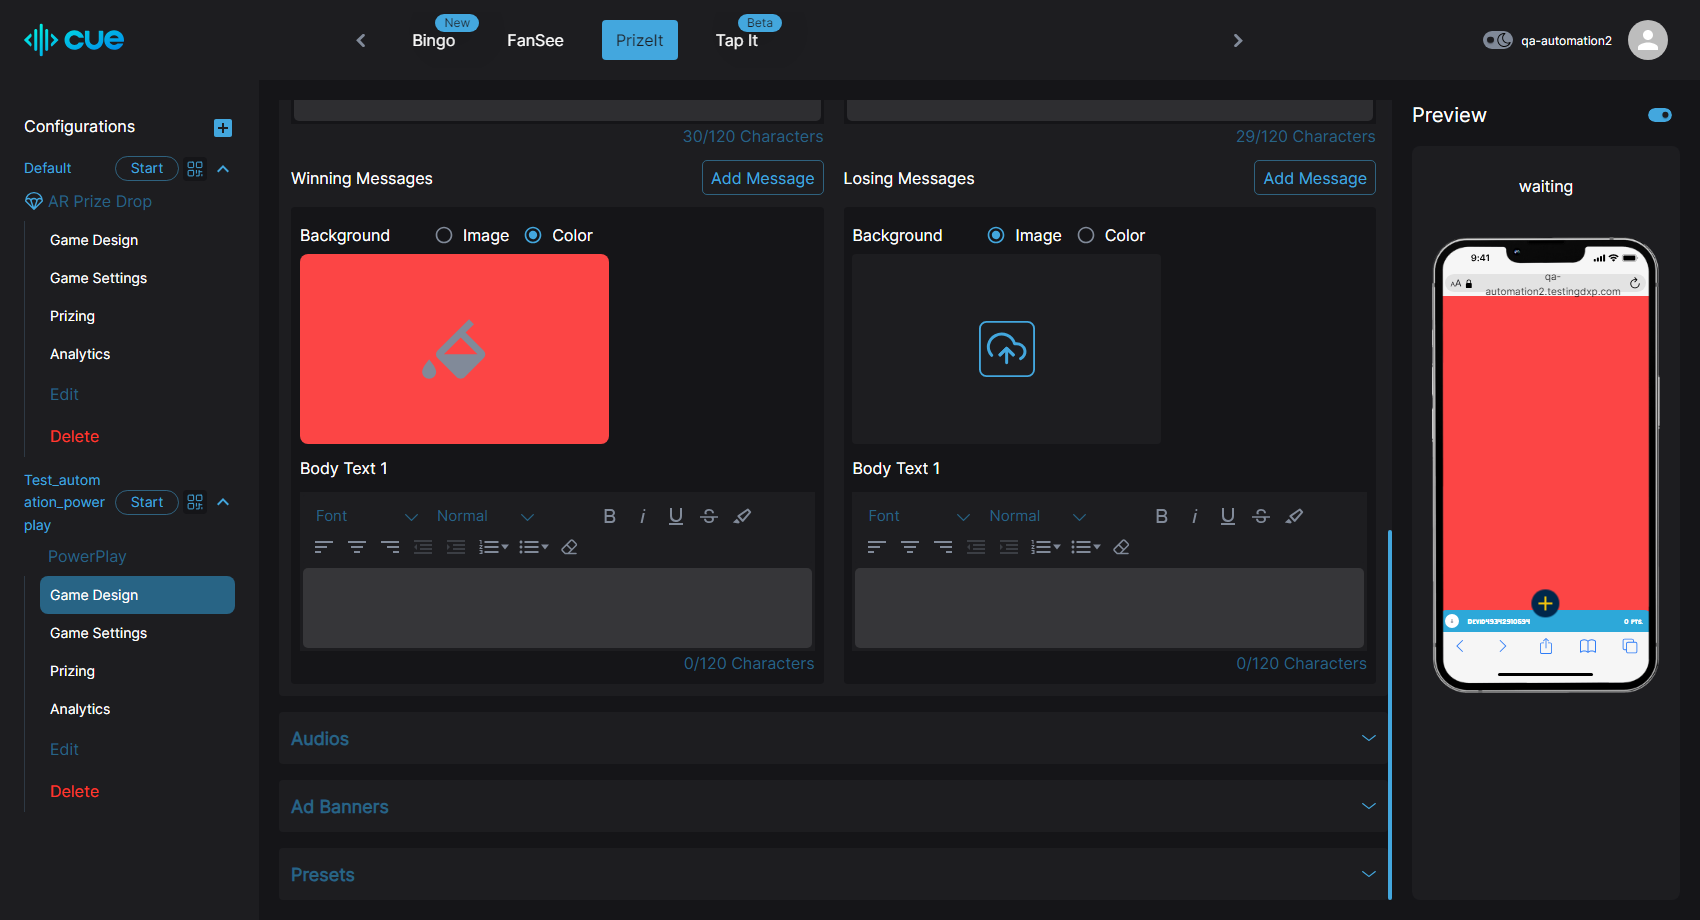 cue
New
Bingo
FanSee
PrizeIt
Beta
Tap It
qa-automation2
Configurations
Default
Start
AR Prize Drop
Game Design
Game Settings
Prizing
Analytics
Edit
Delete
Test_autom
ation_power
play
Start
PowerPlay
Game Design
Game Settings
Prizing
Analytics
Edit
Delete
30/120 Characters
29/120 Characters
Winning Messages
Add Message
Losing Messages
Add Message
Background
Image
Color
Background
Image
Color
Body Text 1
Body Text 1
Font
Normal
B i U S
Font
Normal
B i U S
0/120 Characters
0/120 Characters
Audios
Ad Banners
Presets
Preview
waiting
9:41
AA
qa-
automation2.testingdxp.com
0 PTS.